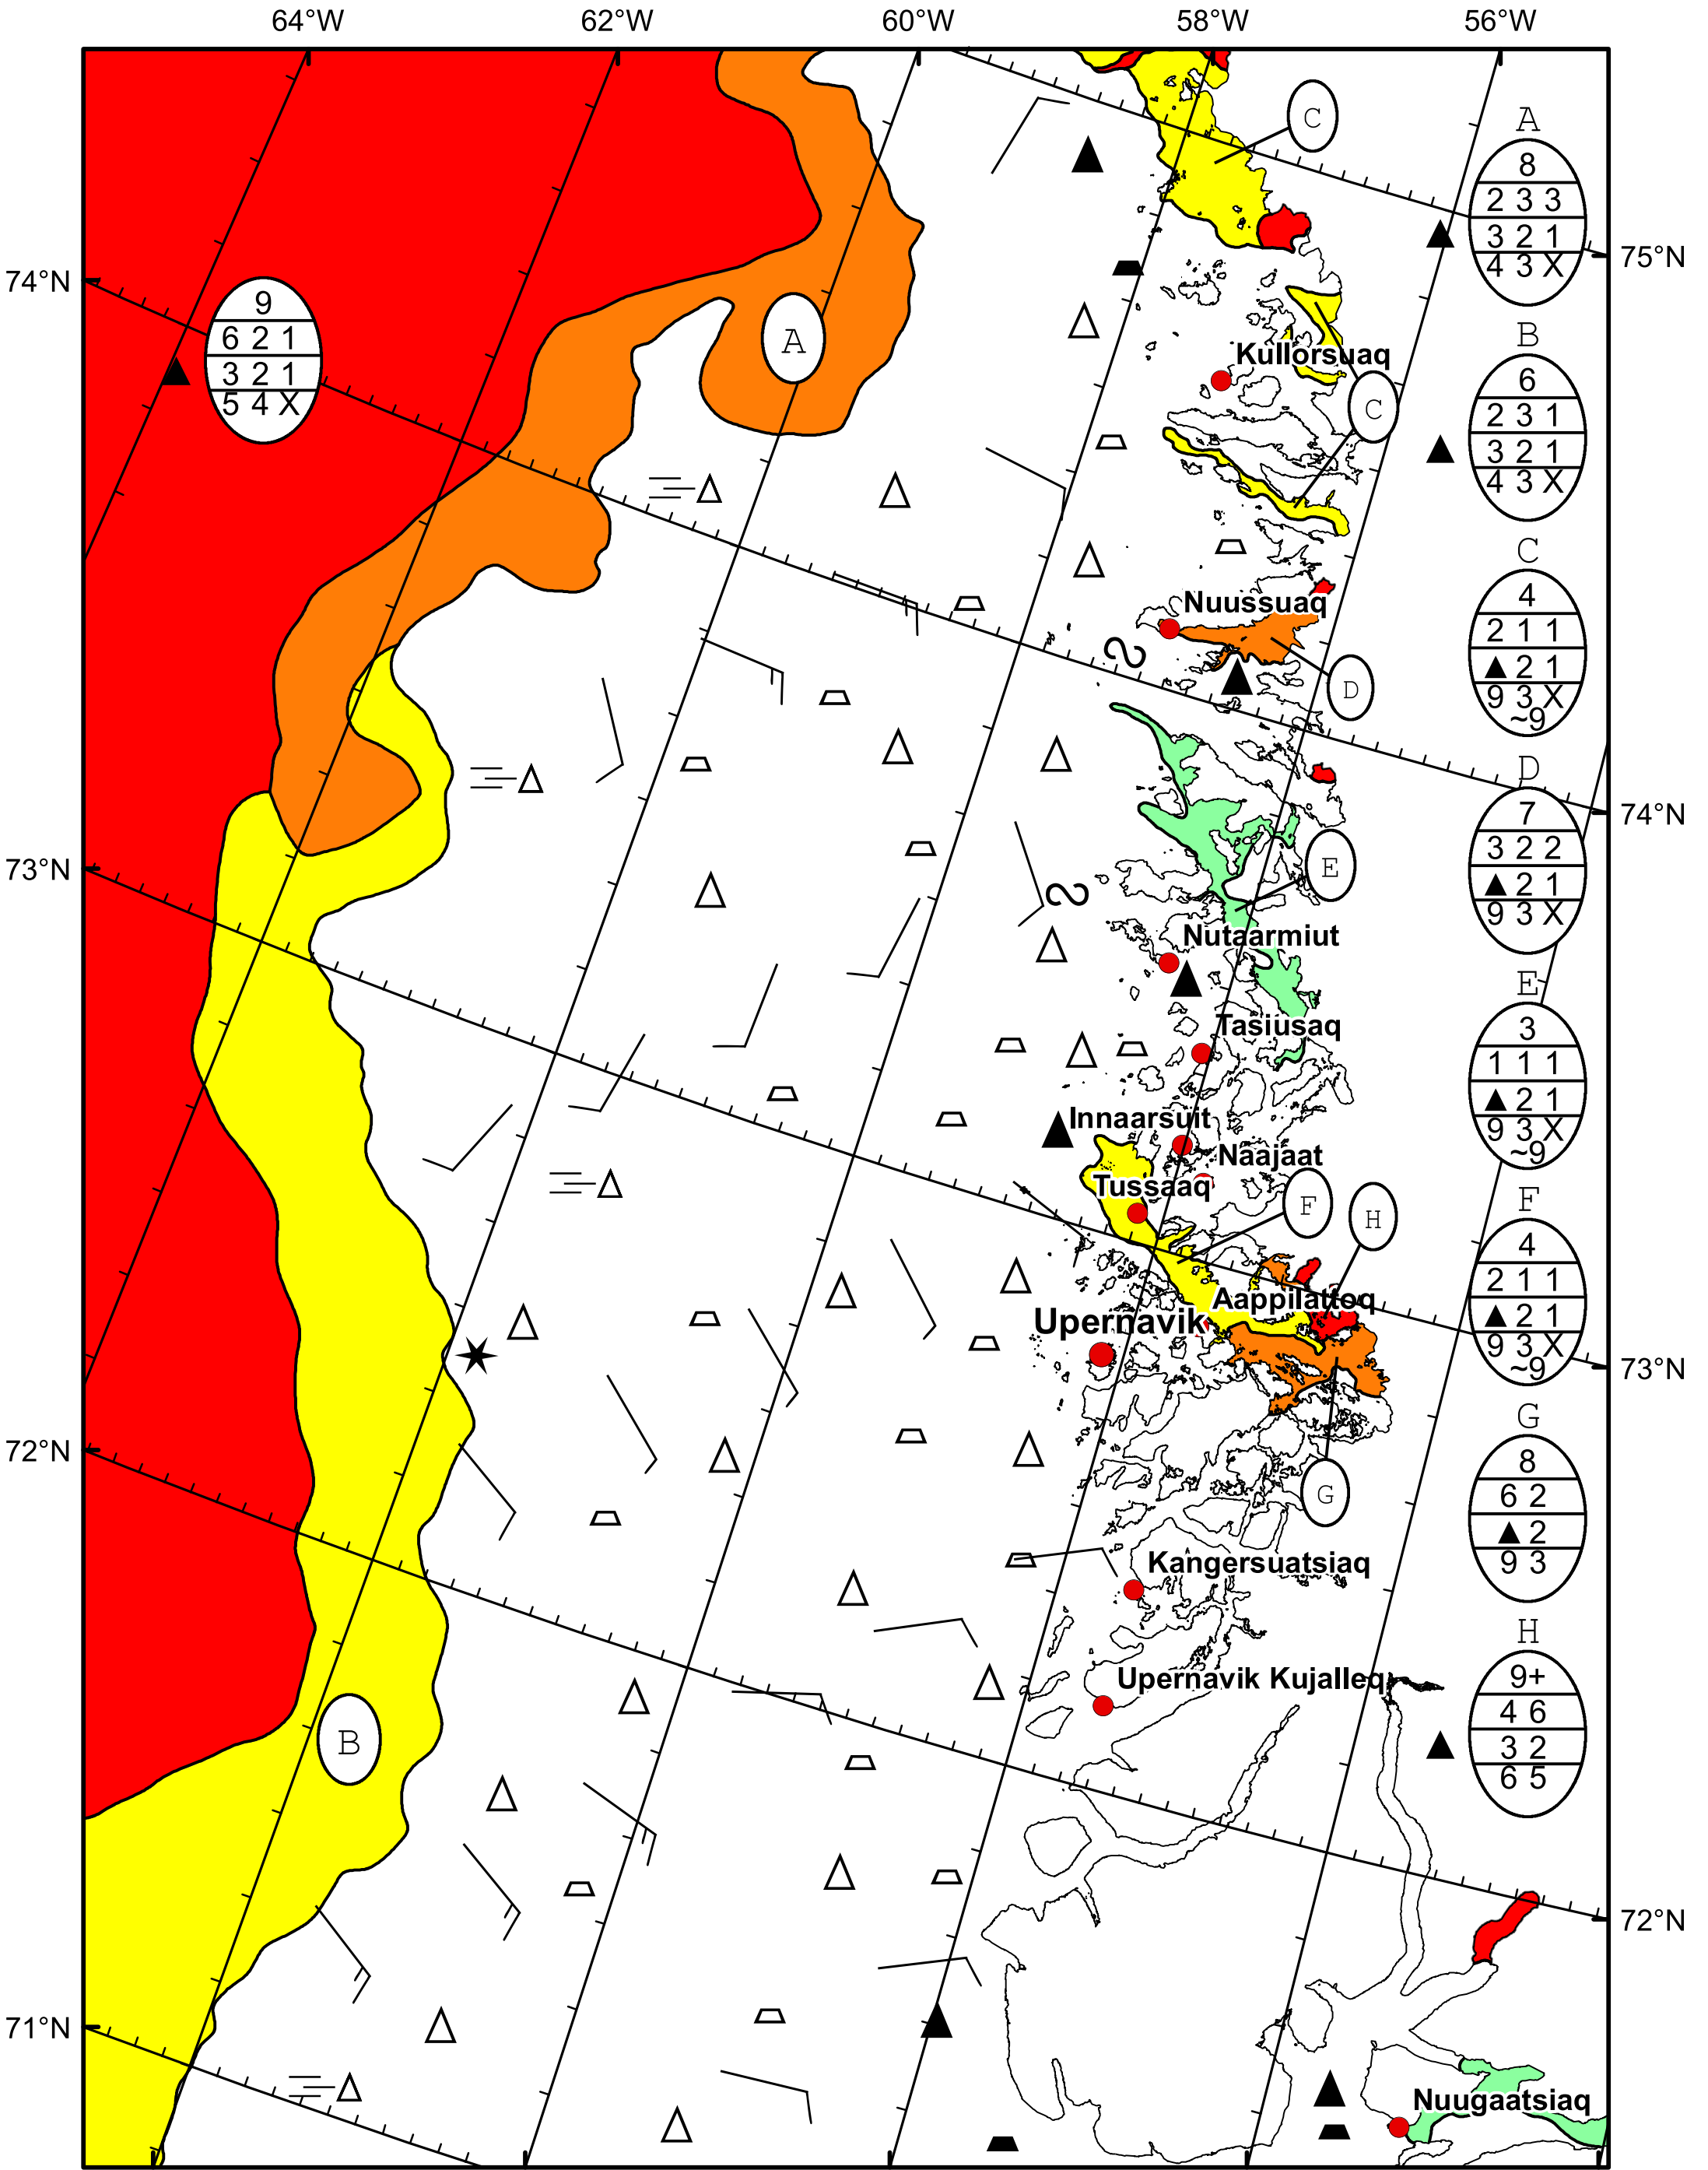 64°W 62°W 60°W 58°W 56°W
74°N
73°N
72°N
71°N
75°N
74°N
73°N
72°N
9
6 2 1
3 2 1
5 4 X
A
B
C
C
D
E
F
H
G
Kullorsuaq
Nuussuaq
Nutaarmiut
Tasiusaq
Innaarsuit
Naajaat
Tussaaq
Aappilattoq
Upernavik
Kangersuatsiaq
Upernavik Kujalleq
Nuugaatsiaq
A
8
2 3 3
3 2 1
4 3 X
B
6
2 3 1
3 2 1
4 3 X
C
4
2 1 1
▲ 2 1
9 3 X
~9
D
7
3 2 2
▲ 2 1
9 3 X
E
3
1 1 1
▲ 2 1
9 3 X
~9
F
4
2 1 1
▲ 2 1
9 3 X
~9
G
8
6 2
▲ 2
9 3
H
9+
4 6
3 2
6 5